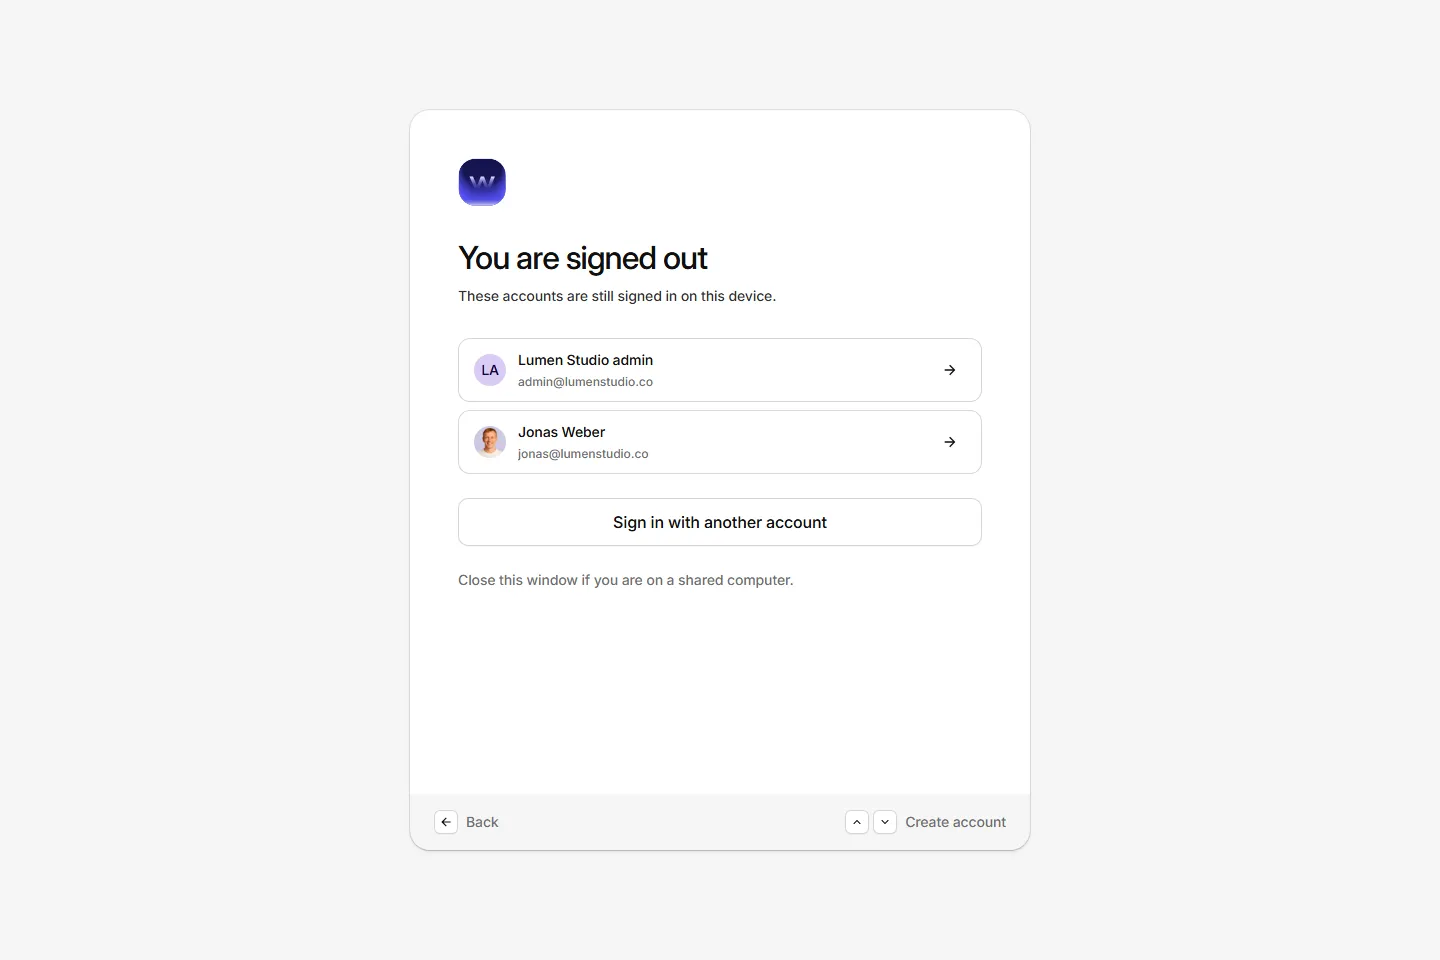 W
You are signed out
These accounts are still signed in on this device.
LA
Lumen Studio admin
admin@lumenstudio.co
Jonas Weber
jonas@lumenstudio.co
Sign in with another account
Close this window if you are on a shared computer.
Back
Create account